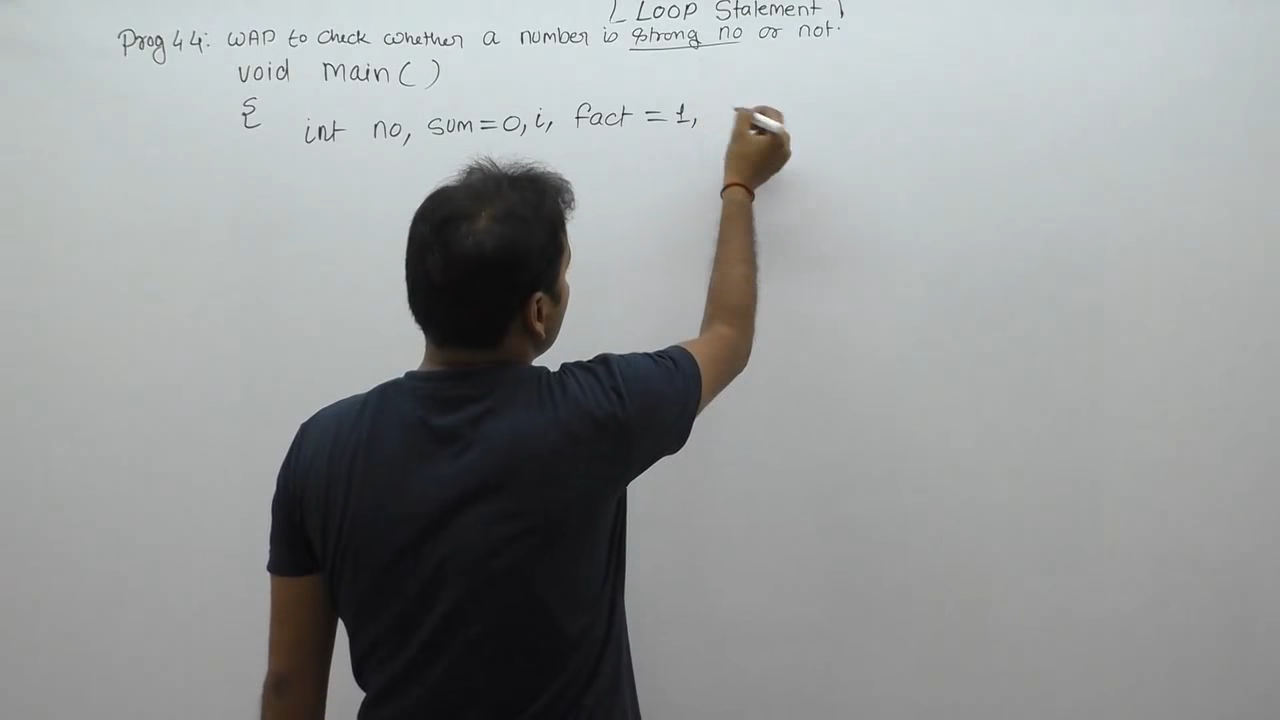 ( Loop Statement )
Prog 44: WAP to check whether a number is strong no or not.
void main( )
{
int no, sum=0, i, fact = 1,